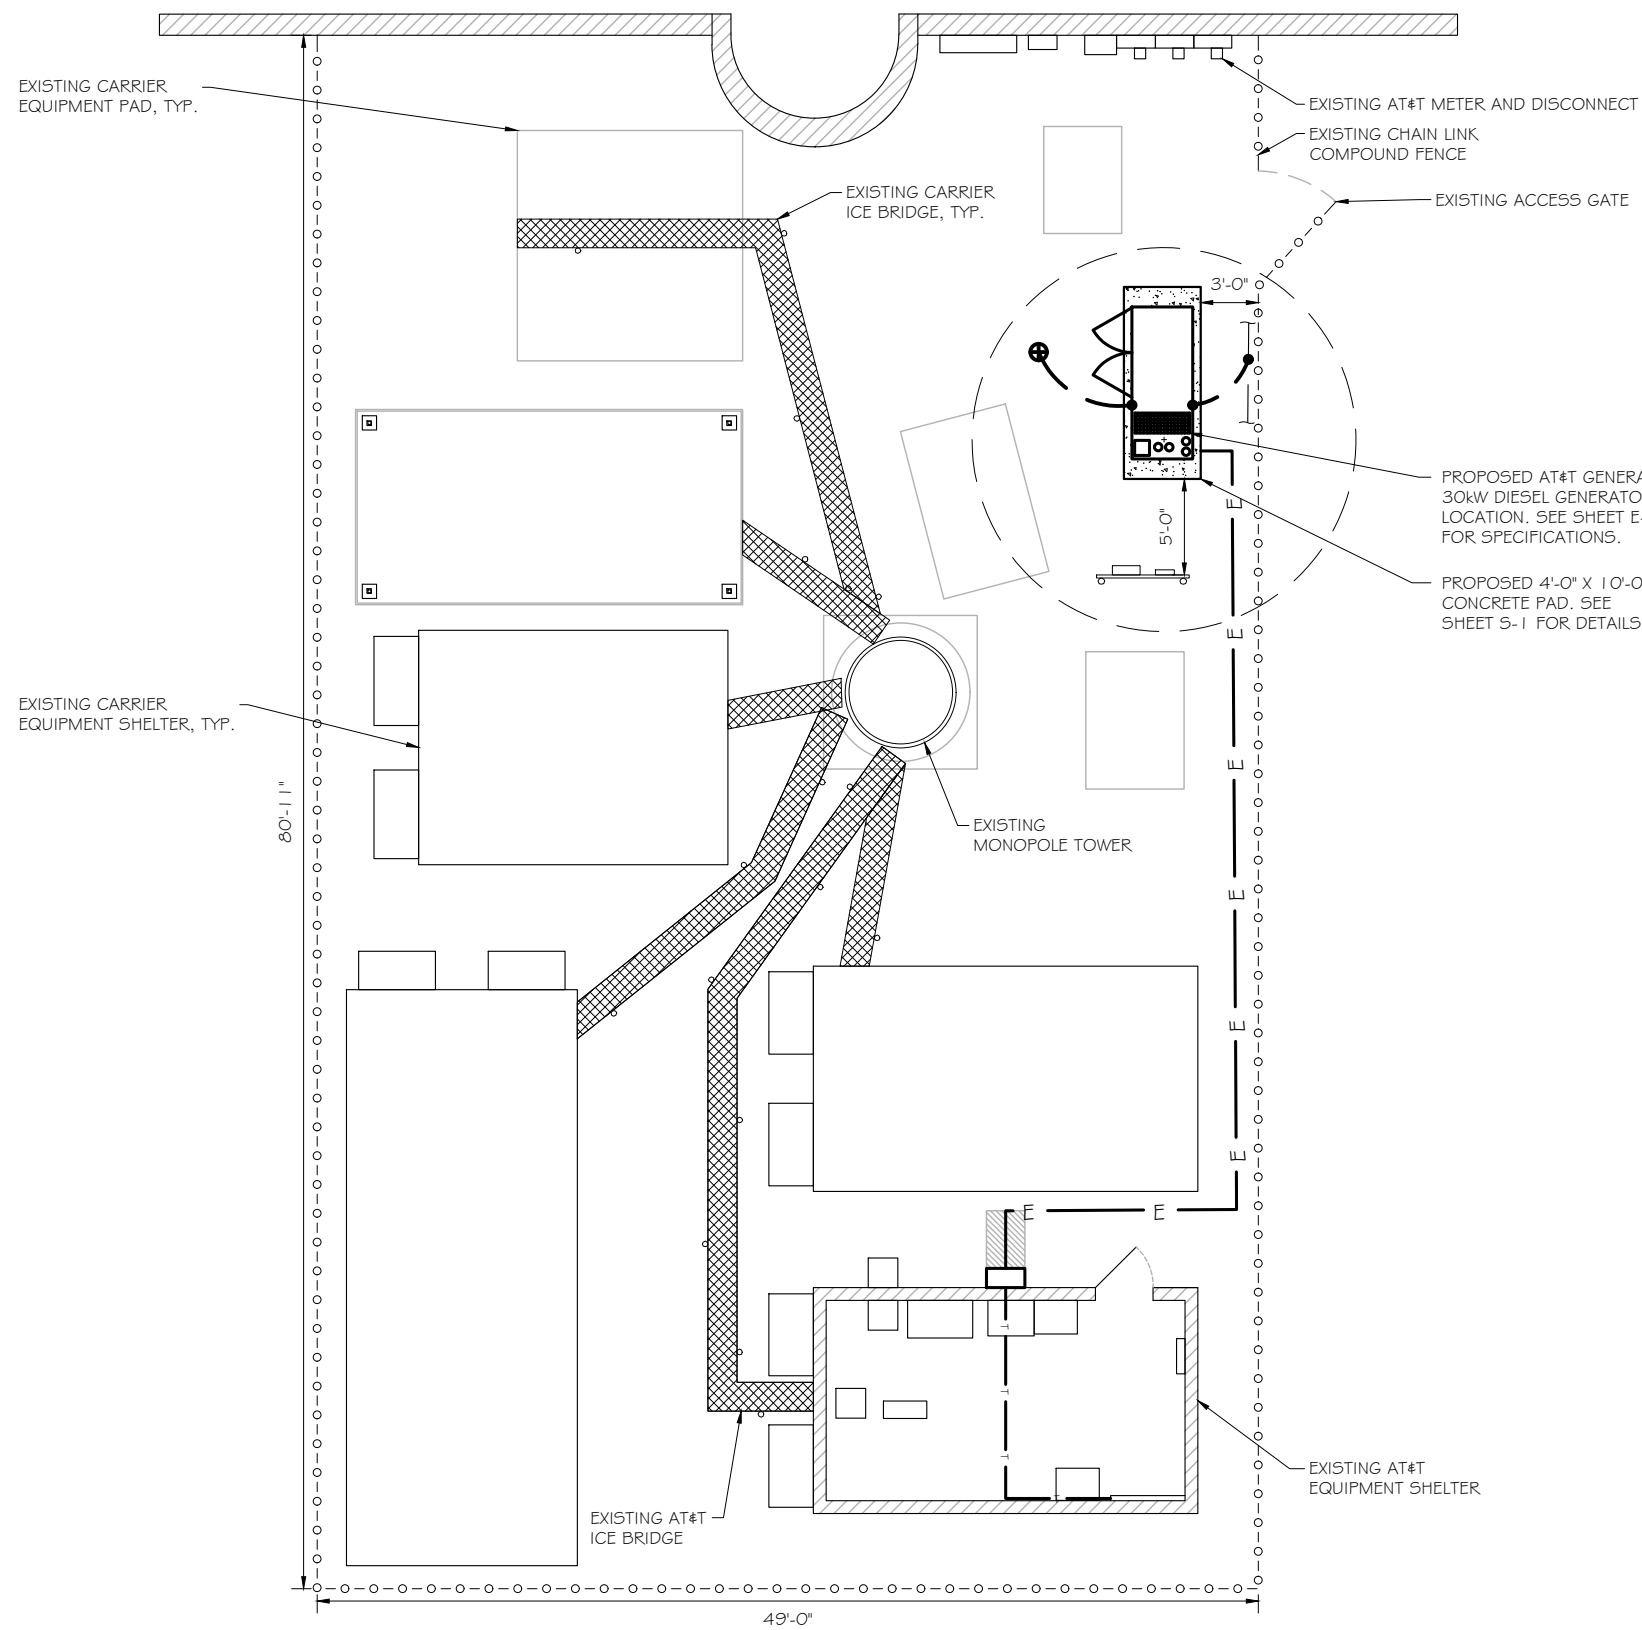 EXISTING CARRIER
EQUIPMENT PAD, TYP.
EXISTING AT&T METER AND DISCONNECT
EXISTING CHAIN LINK
COMPOUND FENCE
EXISTING CARRIER
ICE BRIDGE, TYP.
EXISTING ACCESS GATE
3'-0"
E
PROPOSED AT&T GENERA
30kW DIESEL GENERATO
LOCATION. SEE SHEET E-
FOR SPECIFICATIONS.
5'-0"
PROPOSED 4'-0" X 10'-0
CONCRETE PAD. SEE
SHEET S-1 FOR DETAILS
E
EXISTING CARRIER
EQUIPMENT SHELTER, TYP.
80'-11"
E
EXISTING
MONOPOLE TOWER
E
E
E
E
E
T
T
T
T
EXISTING AT&T
EQUIPMENT SHELTER
EXISTING AT&T
ICE BRIDGE
49'-0"